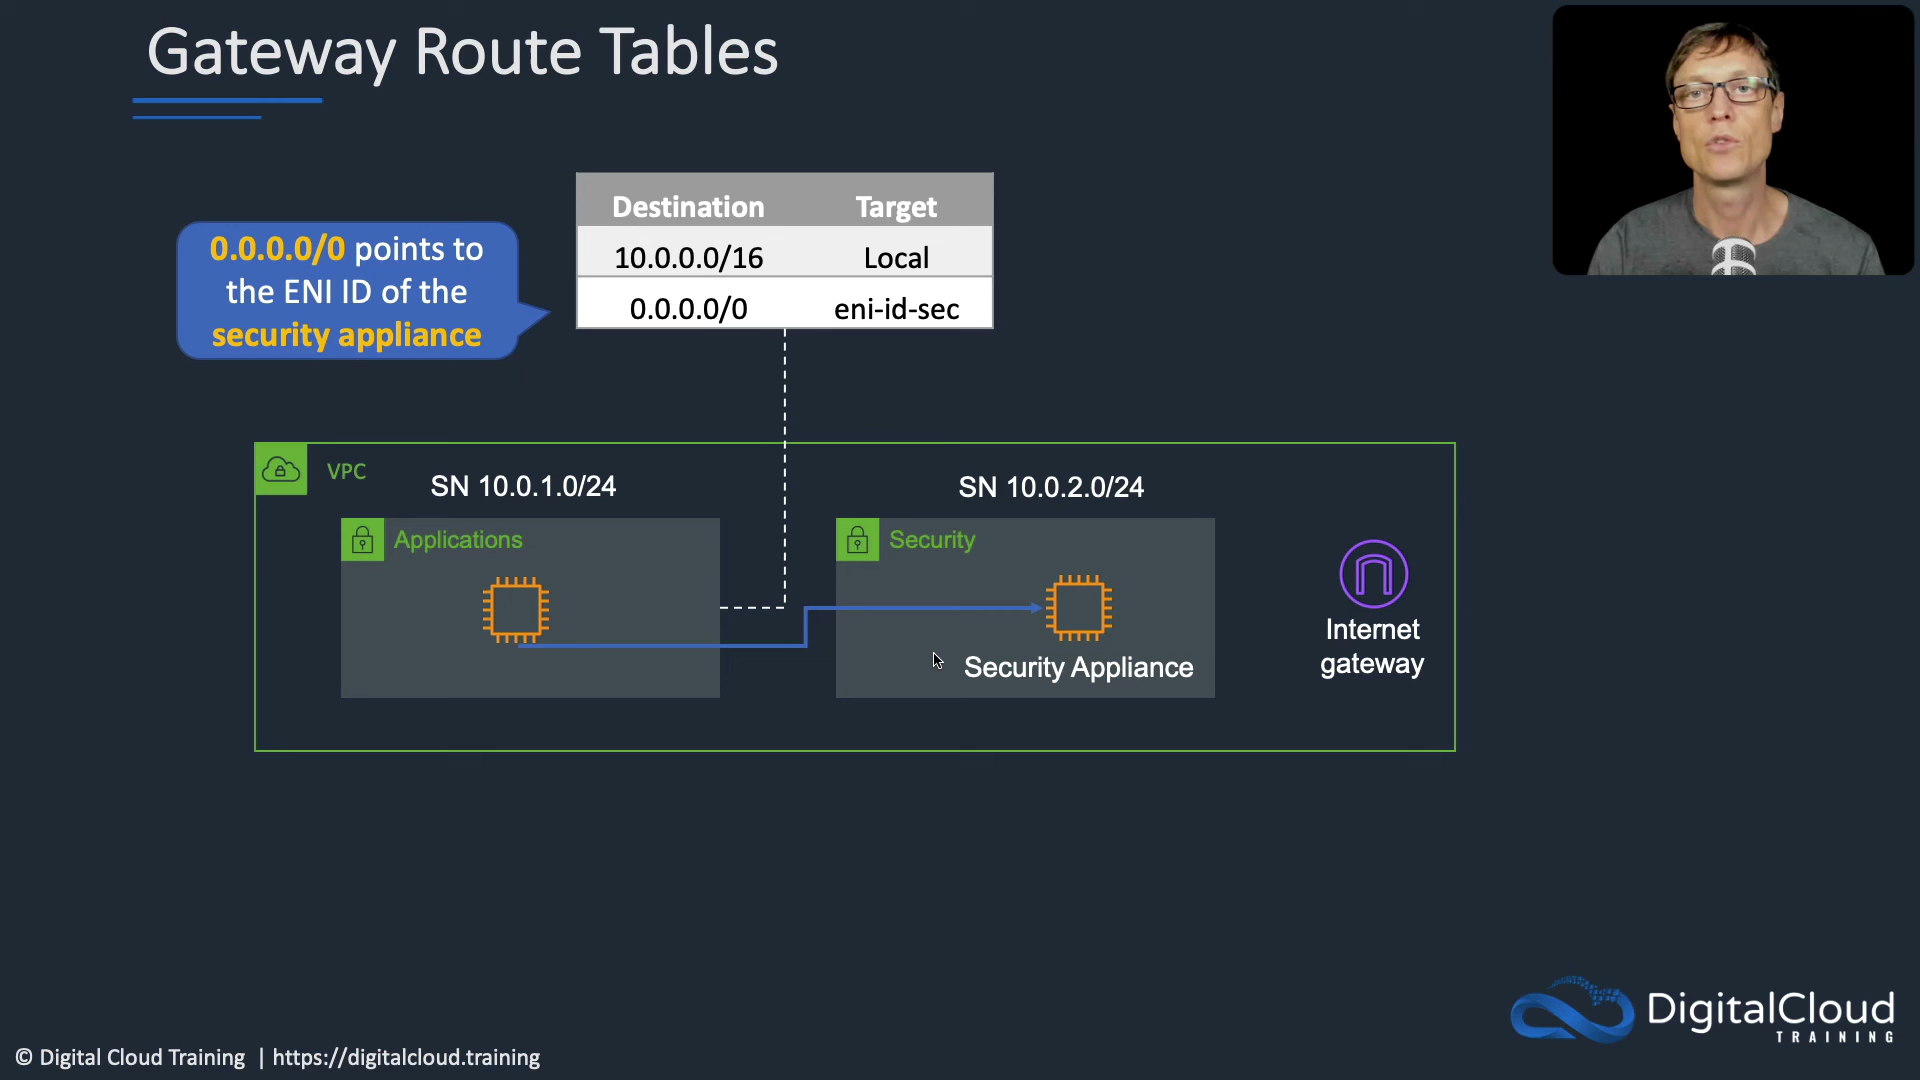 Gateway Route Tables
0.0.0.0/0 points to
the ENI ID of the
security appliance
Destination Target
10.0.0.0/16 Local
0.0.0.0/0 eni-id-sec
VPC
SN 10.0.1.0/24
SN 10.0.2.0/24
Applications
Security
Security Appliance
Internet
gateway
DigitalCloud
TRAINING
© Digital Cloud Training | https://digitalcloud.training